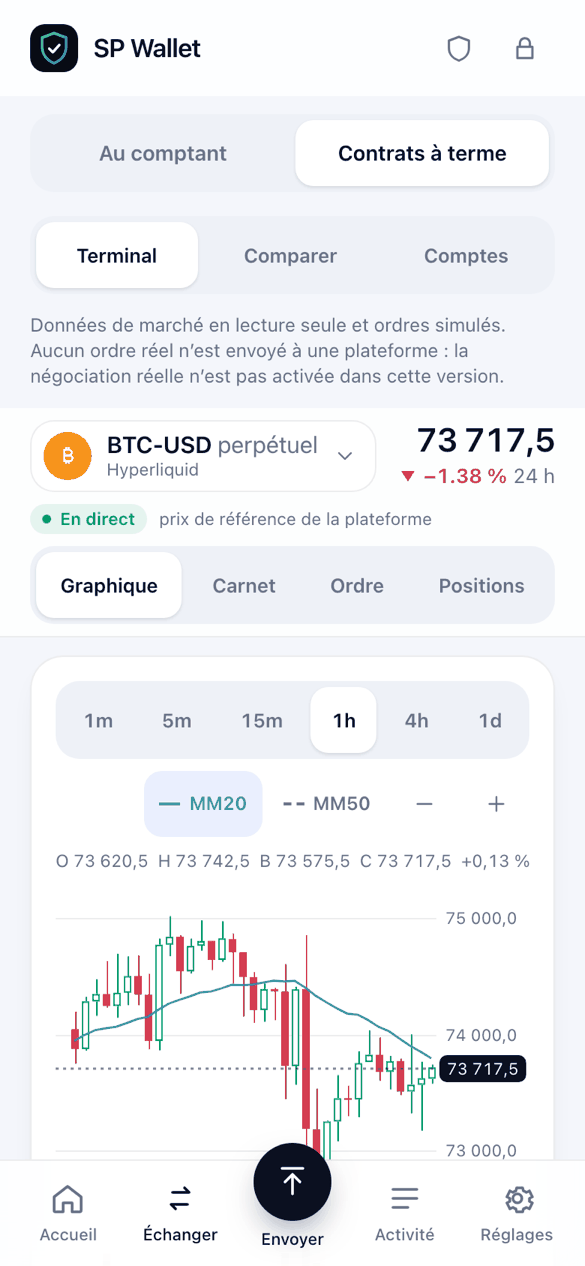 SP Wallet
Au comptant
Contrats à terme
Terminal
Comparer
Comptes
Données de marché en lecture seule et ordres simulés.
Aucun ordre réel n’est envoyé à une plateforme : la
négociation réelle n’est pas activée dans cette version.
BTC-USD perpétuel
Hyperliquid
73 717,5
▼ −1.38 % 24 h
En direct
prix de référence de la plateforme
Graphique
Carnet
Ordre
Positions
1m
5m
15m
1h
4h
1d
MM20
MM50
−
+
O 73 620,5 H 73 742,5 B 73 575,5 C 73 717,5 +0,13 %
75 000,0
74 000,0
73 717,5
73 000,0
Accueil
Échanger
Envoyer
Activité
Réglages